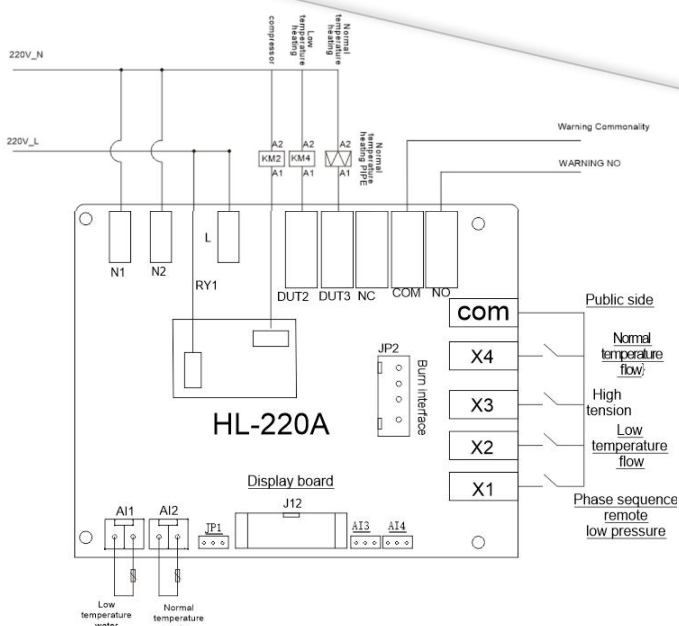 compressor
Low
temperature
heating
Normal
temperature
heating
220V_N
220V_L
A2
A2
A2
KM2
KM4
A1
A1
A1
Normal
temperature
heating PIPE
Warning Commonality
WARNING NO
N1
N2
L
RY1
DUT2
DUT3
NC
COM
NO
com
Public side
X4
Normal
temperature
flow}
X3
High
tension
X2
Low
temperature
flow
X1
Phase sequence
remote
low pressure
JP2
Burn interface
HL-220A
Display board
J12
AI1
AI2
JP1
AI3
AI4
Low
temperature
water
Normal
temperature